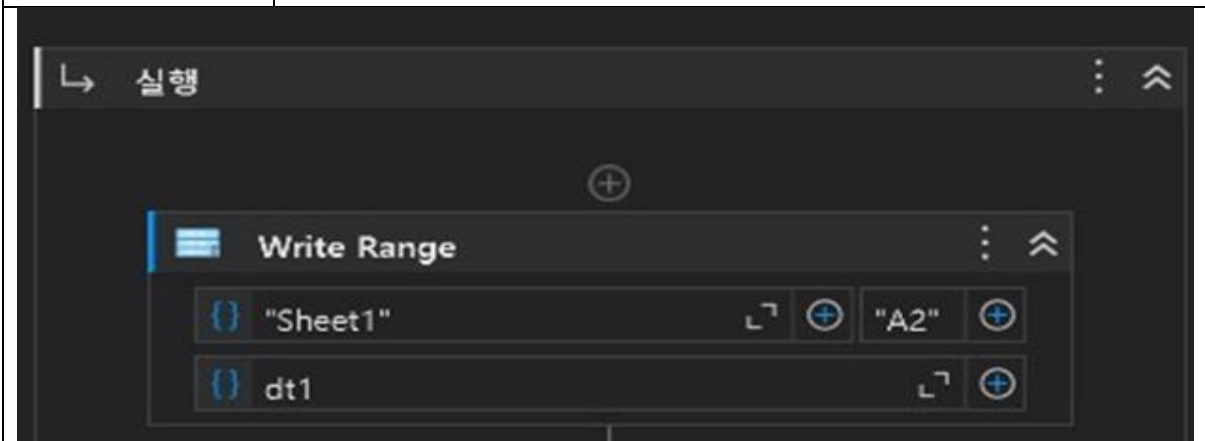 실행
Write Range
{} "Sheet1" "A2"
{} dt1